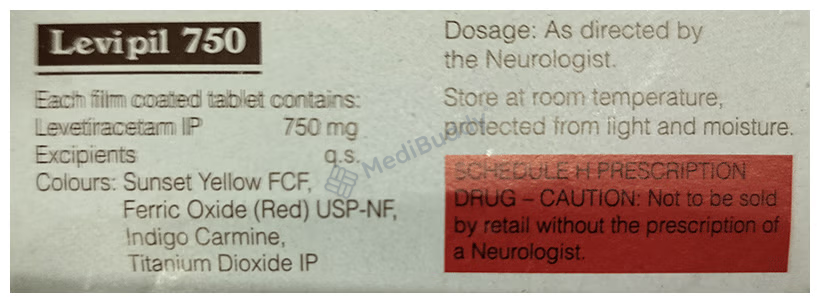 Levipil 750
Each film coated tablet contains:
Levetiracetam IP 750 mg
Excipients q.s.
Colours: Sunset Yellow FCF,
Ferric Oxide (Red) USP-NF,
Indigo Carmine,
Titanium Dioxide IP
Dosage: As directed by
the Neurologist.
Store at room temperature,
protected from light and moisture.
SCHEDULE H PRESCRIPTION
DRUG – CAUTION: Not to be sold
by retail without the prescription of
a Neurologist.
MediBuddy